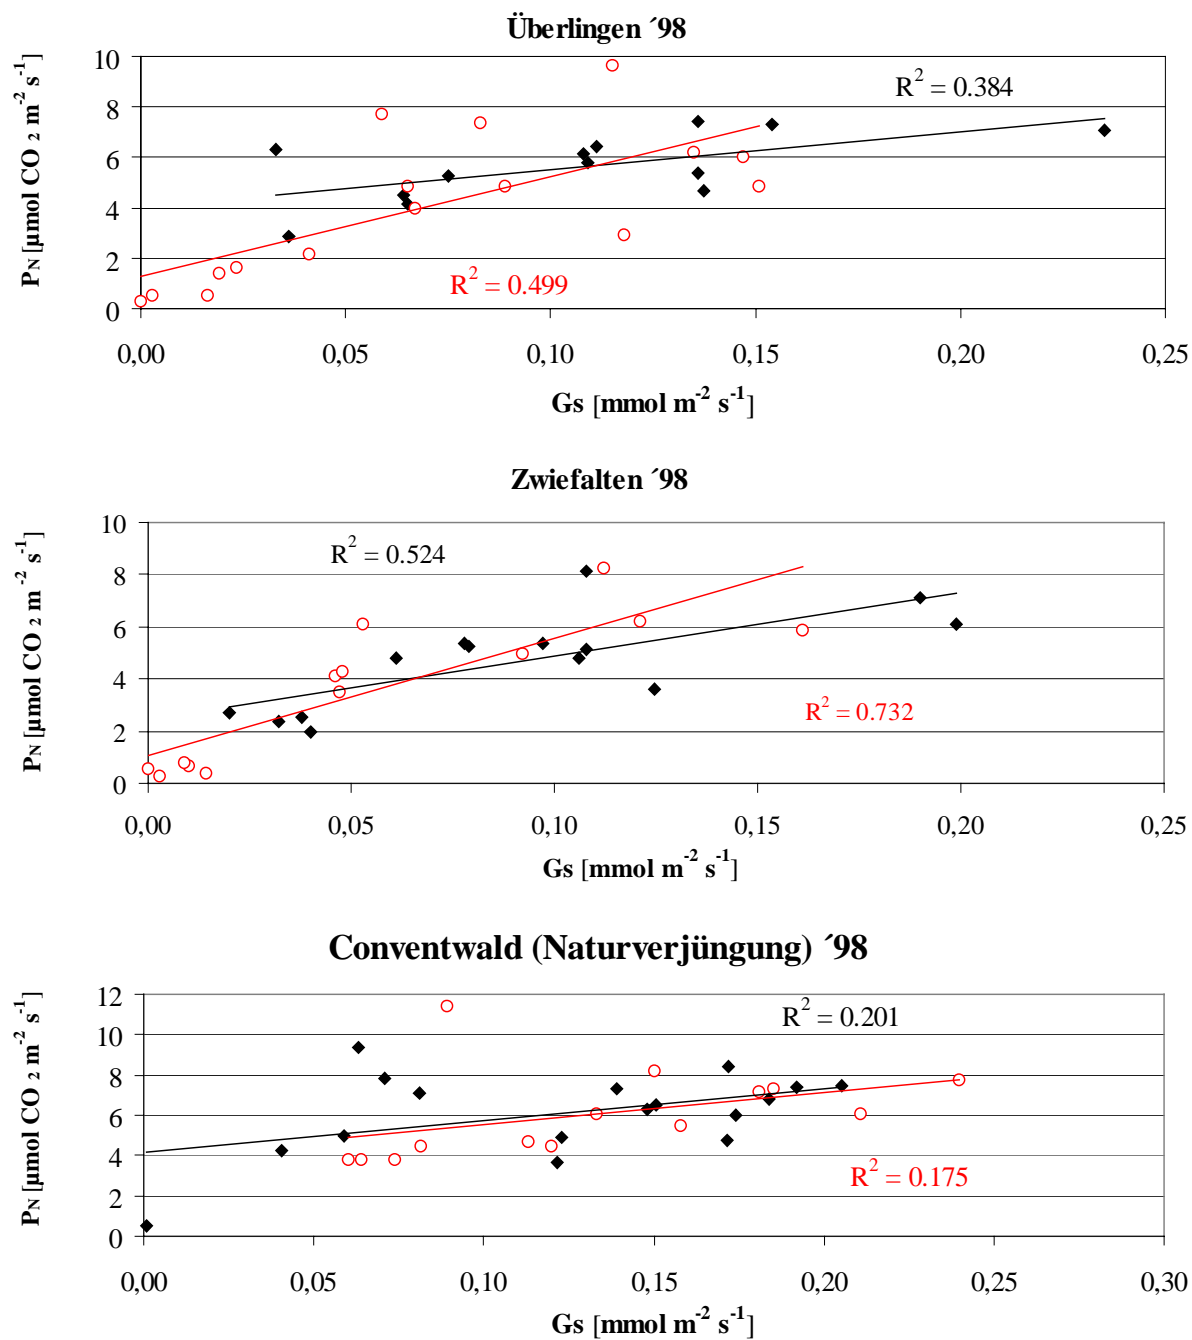 Überlingen ´98
10
8
6
4
2
0
P_N [µmol CO₂ m⁻² s⁻¹]
R² = 0.384
R² = 0.499
0,00 0,05 0,10 0,15 0,20 0,25
Gs [mmol m⁻² s⁻¹]
Zwiefalten ´98
10
8
6
4
2
0
P_N [µmol CO₂ m⁻² s⁻¹]
R² = 0.524
R² = 0.732
0,00 0,05 0,10 0,15 0,20 0,25
Gs [mmol m⁻² s⁻¹]
Conventwald (Naturverjüngung) ´98
12
10
8
6
4
2
0
P_N [µmol CO₂ m⁻² s⁻¹]
R² = 0.201
R² = 0.175
0,00 0,05 0,10 0,15 0,20 0,25 0,30
Gs [mmol m⁻² s⁻¹]